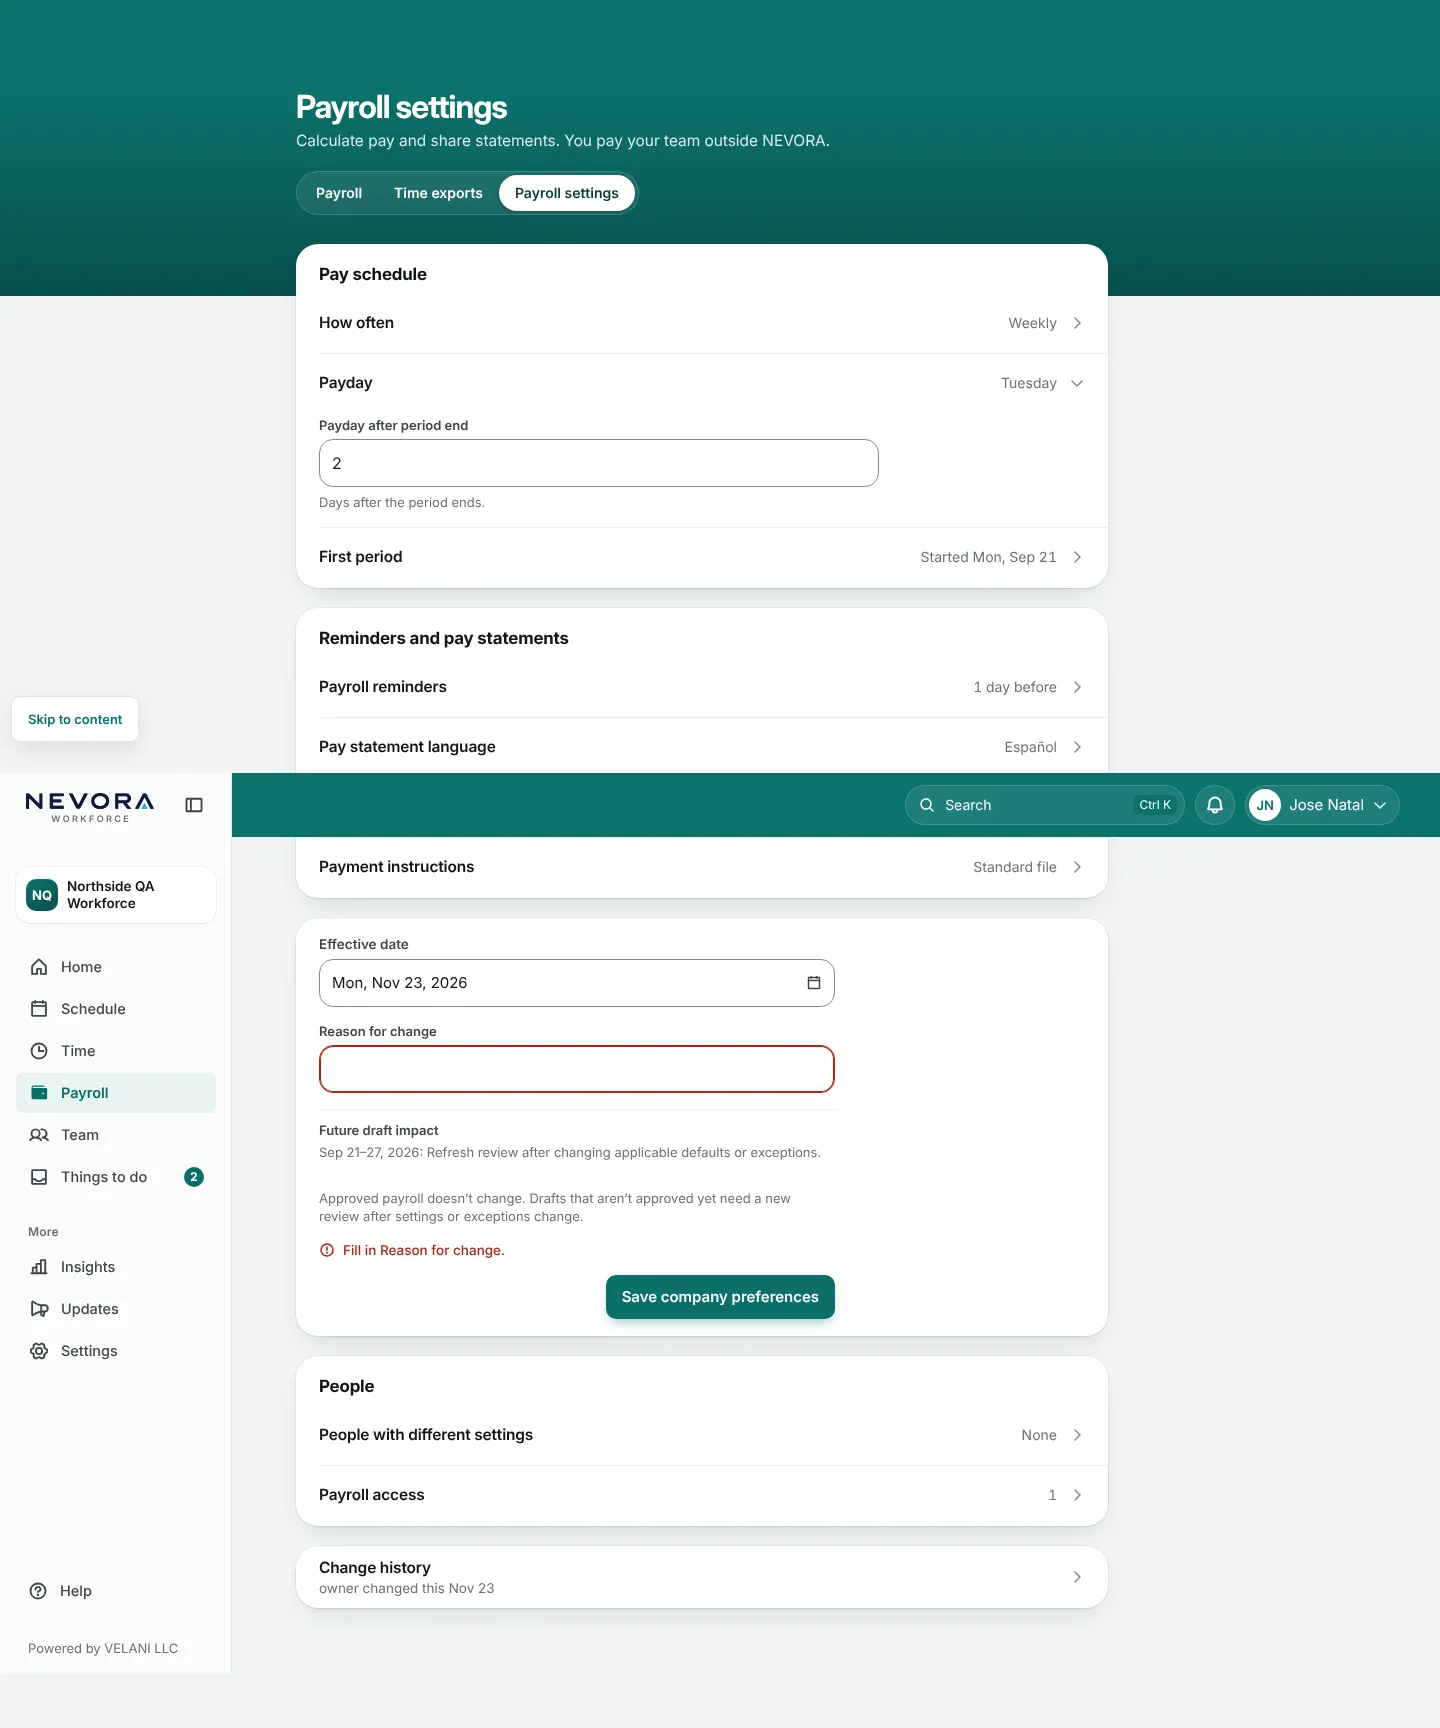 Payroll settings
Calculate pay and share statements. You pay your team outside NEVORA.
Payroll
Time exports
Payroll settings
Pay schedule
How often
Weekly
Payday
Tuesday
Payday after period end
2
Days after the period ends.
First period
Started Mon, Sep 21
Reminders and pay statements
Payroll reminders
1 day before
Skip to content
Pay statement language
Español
NEVORA
WORKFORCE
Search
Ctrl K
JN
Jose Natal
NQ
Northside QA
Workforce
Home
Schedule
Time
Payroll
Team
Things to do
2
More
Insights
Updates
Settings
Help
Powered by VELANI LLC
Payment instructions
Standard file
Effective date
Mon, Nov 23, 2026
Reason for change
Future draft impact
Sep 21–27, 2026: Refresh review after changing applicable defaults or exceptions.
Approved payroll doesn’t change. Drafts that aren’t approved yet need a new
review after settings or exceptions change.
Fill in Reason for change.
Save company preferences
People
People with different settings
None
Payroll access
1
Change history
owner changed this Nov 23